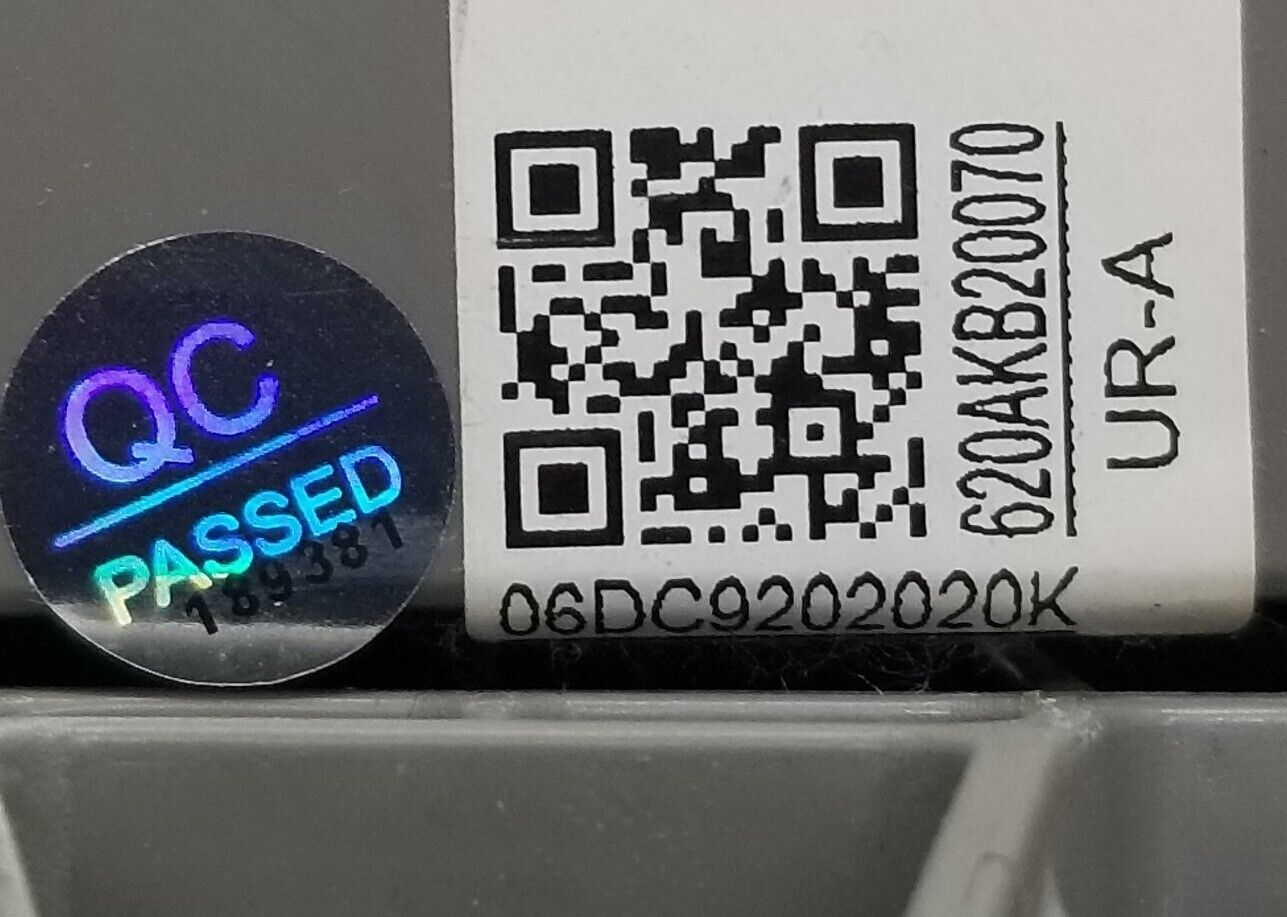 QC
PASSED
189381
620AKB20070
UR-A
06DC9202020K